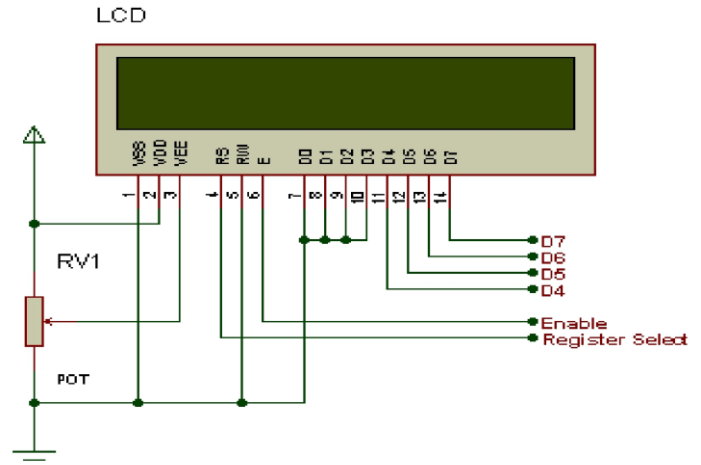 LCD
VSS VDD VEE RS RW E D0 D1 D2 D3 D4 D5 D6 D7
1 2 3 4 5 6 7 8 9 10 11 12 13 14
D7
D6
D5
D4
RV1
Enable
Register Select
POT